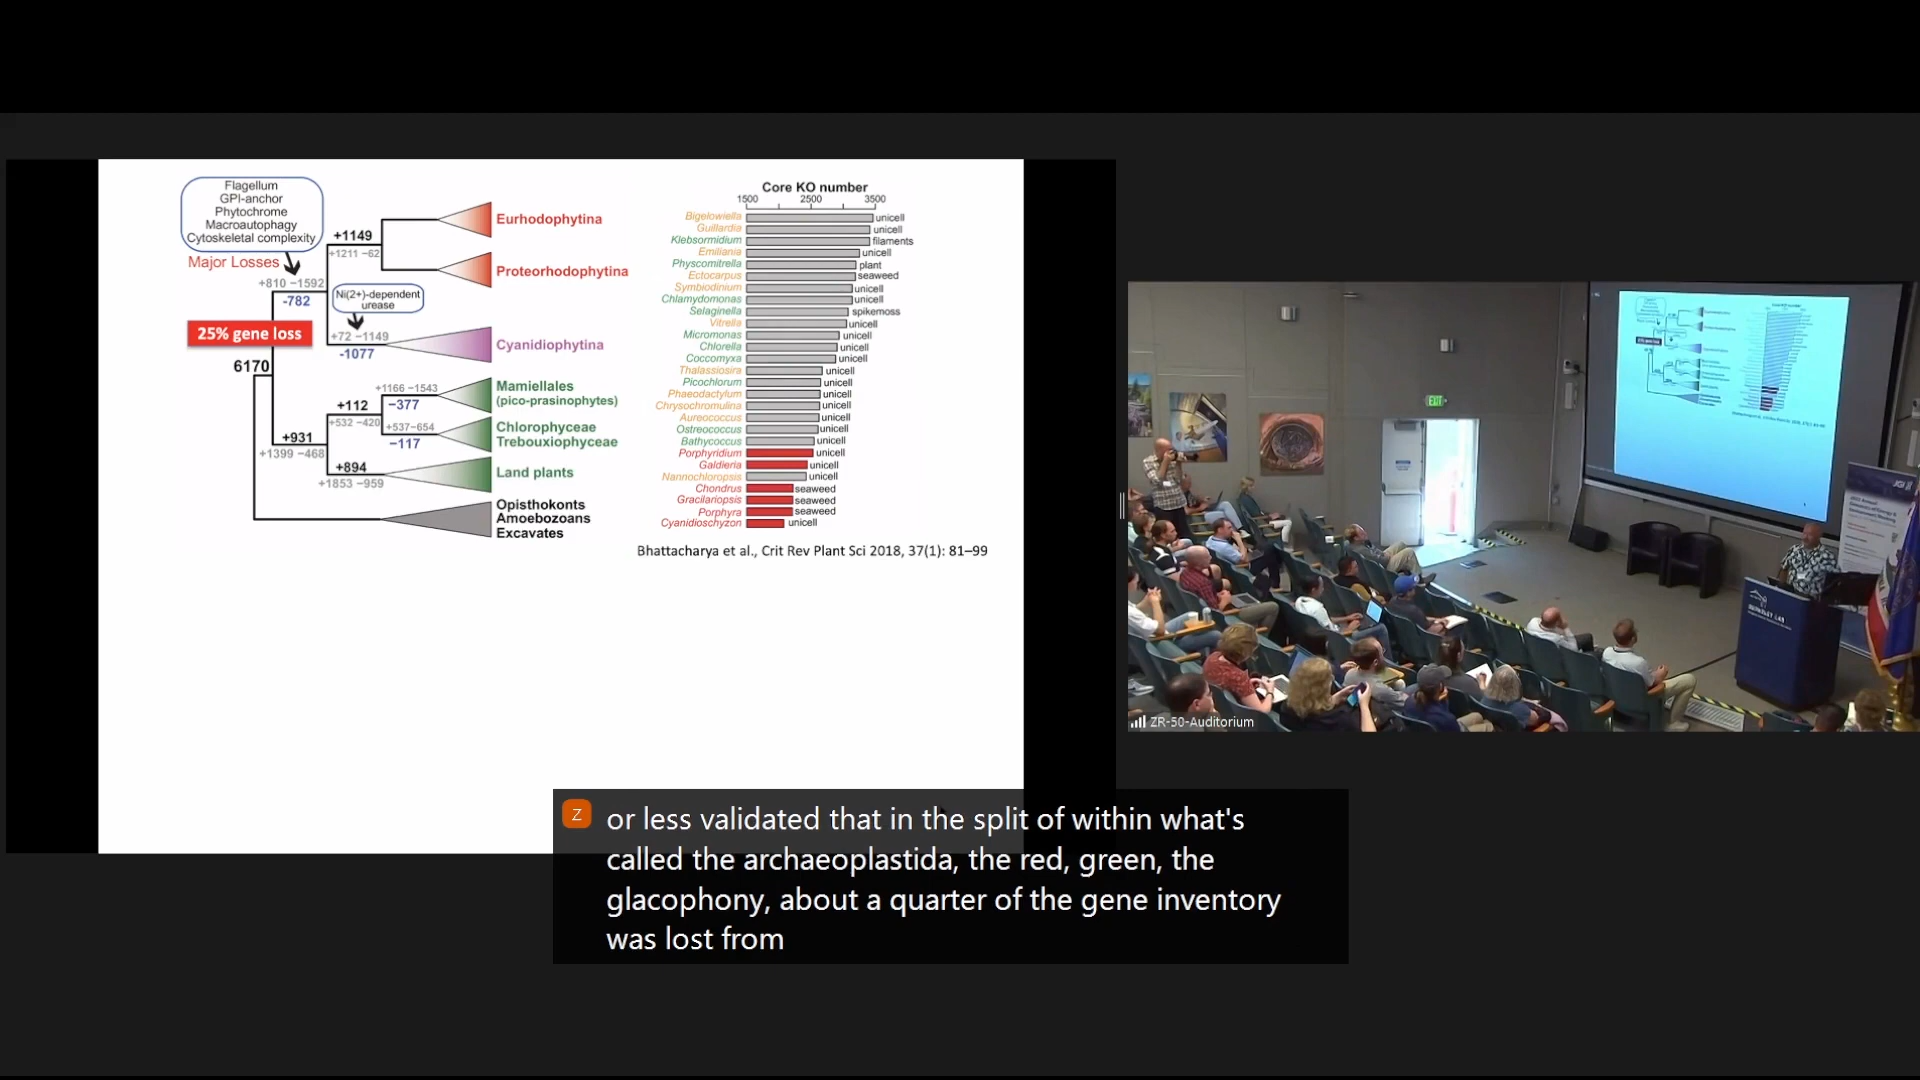 Flagellum
GPI-anchor
Phytochrome
Macroautophagy
Cytoskeletal complexity
Major Losses
+810 −1592
-782
25% gene loss
6170
+1149
+1211 −62
Ni(2+)-dependent
urease
+72 −1149
-1077
+1166 −1543
−377
+112
+532 −420
+537−654
−117
+931
+1399 −468
+894
+1853 −959
Eurhodophytina
Proteorhodophytina
Cyanidiophytina
Mamiellales
(pico-prasinophytes)
Chlorophyceae
Trebouxiophyceae
Land plants
Opisthokonts
Amoebozoans
Excavates
Core KO number
1500 2500 3500
Bigelowiella unicell
Guillardia unicell
Klebsormidium filaments
Emiliania unicell
Physcomitrella plant
Ectocarpus seaweed
Symbiodinium unicell
Chlamydomonas unicell
Selaginella spikemoss
Vitrella unicell
Micromonas unicell
Chlorella unicell
Coccomyxa unicell
Thalassiosira unicell
Picochlorum unicell
Phaeodactylum unicell
Chrysochromulina unicell
Aureococcus unicell
Ostreococcus unicell
Bathycoccus unicell
Porphyridium unicell
Galdieria unicell
Nannochloropsis unicell
Chondrus seaweed
Gracilariopsis seaweed
Porphyra seaweed
Cyanidioschyzon unicell
Bhattacharya et al., Crit Rev Plant Sci 2018, 37(1): 81–99
EXIT
JGI
BERKELEY LAB
ZR-50-Auditorium
Z
or less validated that in the split of within what's
called the archaeoplastida, the red, green, the
glacophony, about a quarter of the gene inventory
was lost from